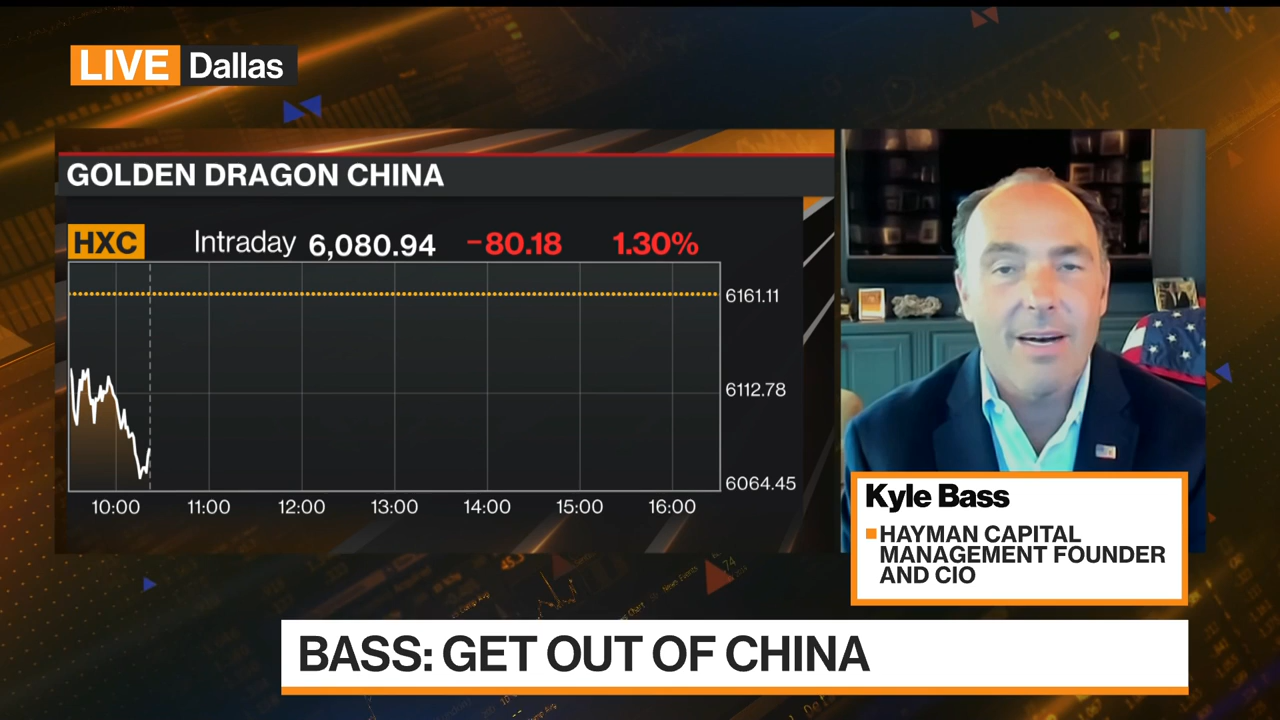 LIVE Dallas
GOLDEN DRAGON CHINA
HXC Intraday 6,080.94 -80.18 1.30%
6161.11
6112.78
6064.45
10:00 11:00 12:00 13:00 14:00 15:00 16:00
Kyle Bass
HAYMAN CAPITAL
MANAGEMENT FOUNDER
AND CIO
BASS: GET OUT OF CHINA